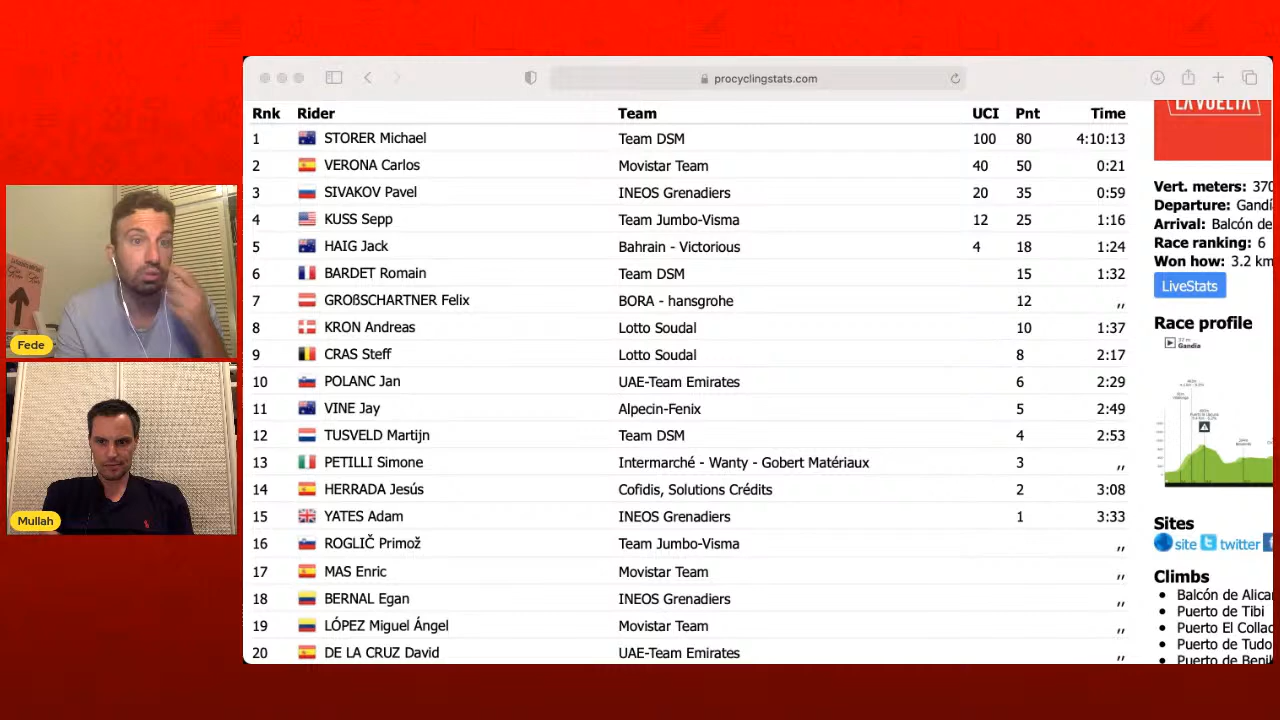 procyclingstats.com
Rnk Rider Team UCI Pnt Time
1 STORER Michael Team DSM 100 80 4:10:13
2 VERONA Carlos Movistar Team 40 50 0:21
3 SIVAKOV Pavel INEOS Grenadiers 20 35 0:59
4 KUSS Sepp Team Jumbo-Visma 12 25 1:16
5 HAIG Jack Bahrain - Victorious 4 18 1:24
6 BARDET Romain Team DSM 15 1:32
7 GROßSCHARTNER Felix BORA - hansgrohe 12 ,,
8 KRON Andreas Lotto Soudal 10 1:37
9 CRAS Steff Lotto Soudal 8 2:17
10 POLANC Jan UAE-Team Emirates 6 2:29
11 VINE Jay Alpecin-Fenix 5 2:49
12 TUSVELD Martijn Team DSM 4 2:53
13 PETILLI Simone Intermarché - Wanty - Gobert Matériaux 3 ,,
14 HERRADA Jesús Cofidis, Solutions Crédits 2 3:08
15 YATES Adam INEOS Grenadiers 1 3:33
16 ROGLIČ Primož Team Jumbo-Visma ,,
17 MAS Enric Movistar Team ,,
18 BERNAL Egan INEOS Grenadiers ,,
19 LÓPEZ Miguel Ángel Movistar Team ,,
20 DE LA CRUZ David UAE-Team Emirates ,,
LA VUELTA
Vert. meters: 370
Departure: Gandí
Arrival: Balcón de
Race ranking: 6
Won how: 3.2 km
LiveStats
Race profile
Gandia
Sites
site twitter
Climbs
Balcón de Alica
Puerto de Tibi
Puerto El Colla
Puerto de Tudo
Puerto de Beni
Fede
Mullah